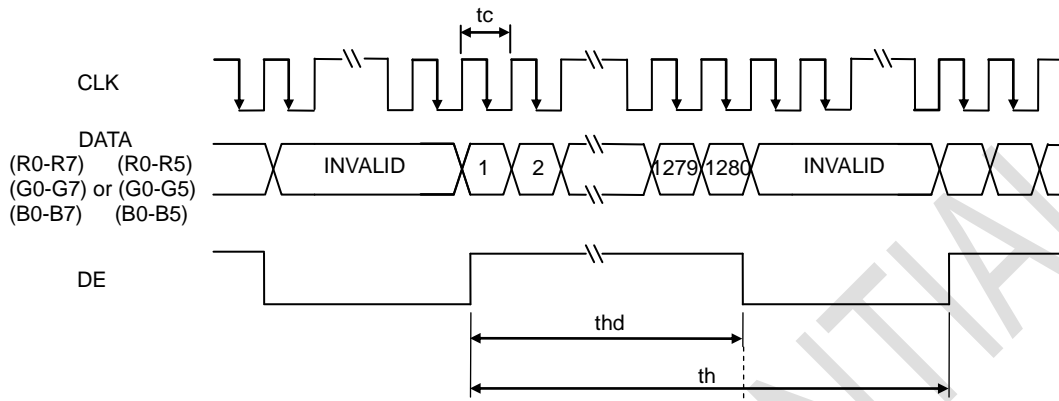 tc
CLK
DATA
(R0-R7) (R0-R5)
(G0-G7) or (G0-G5)
(B0-B7) (B0-B5)
INVALID 1 2 1279 1280 INVALID
DE
thd
th